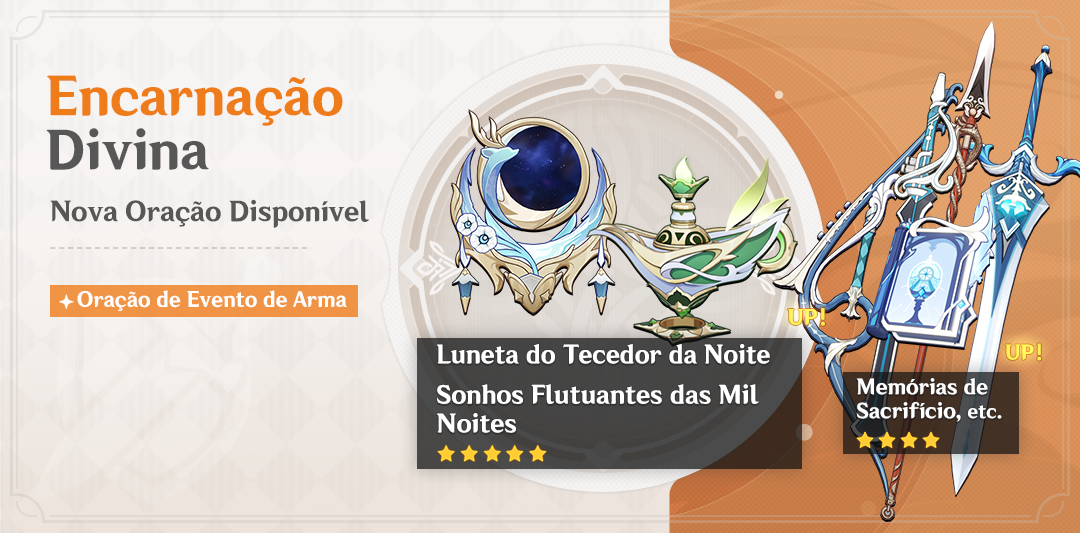 Encarnação
Divina
Nova Oração Disponível
Oração de Evento de Arma
UP!
UP!
Luneta do Tecedor da Noite
Sonhos Flutuantes das Mil
Noites
Memórias de
Sacrifício, etc.